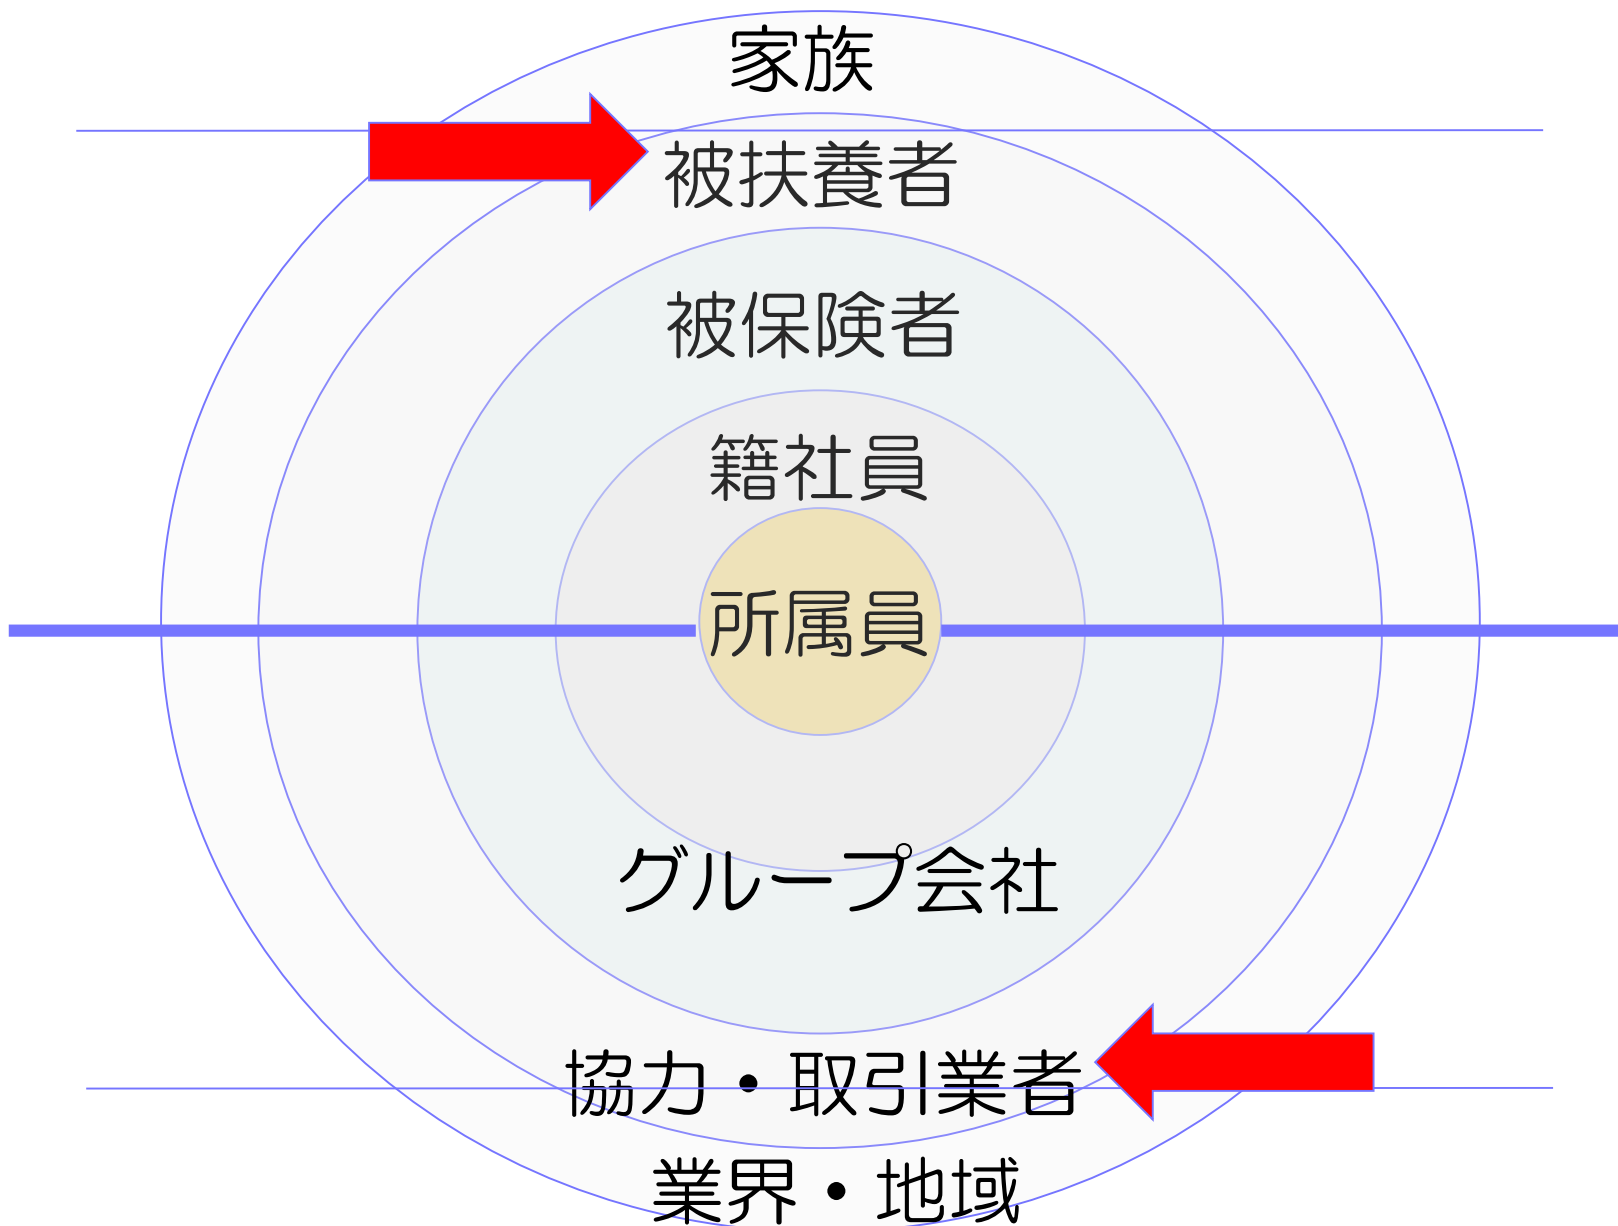 家族
被扶養者
被保険者
籍社員
所属員
グループ会社
協力・取引業者
業界・地域